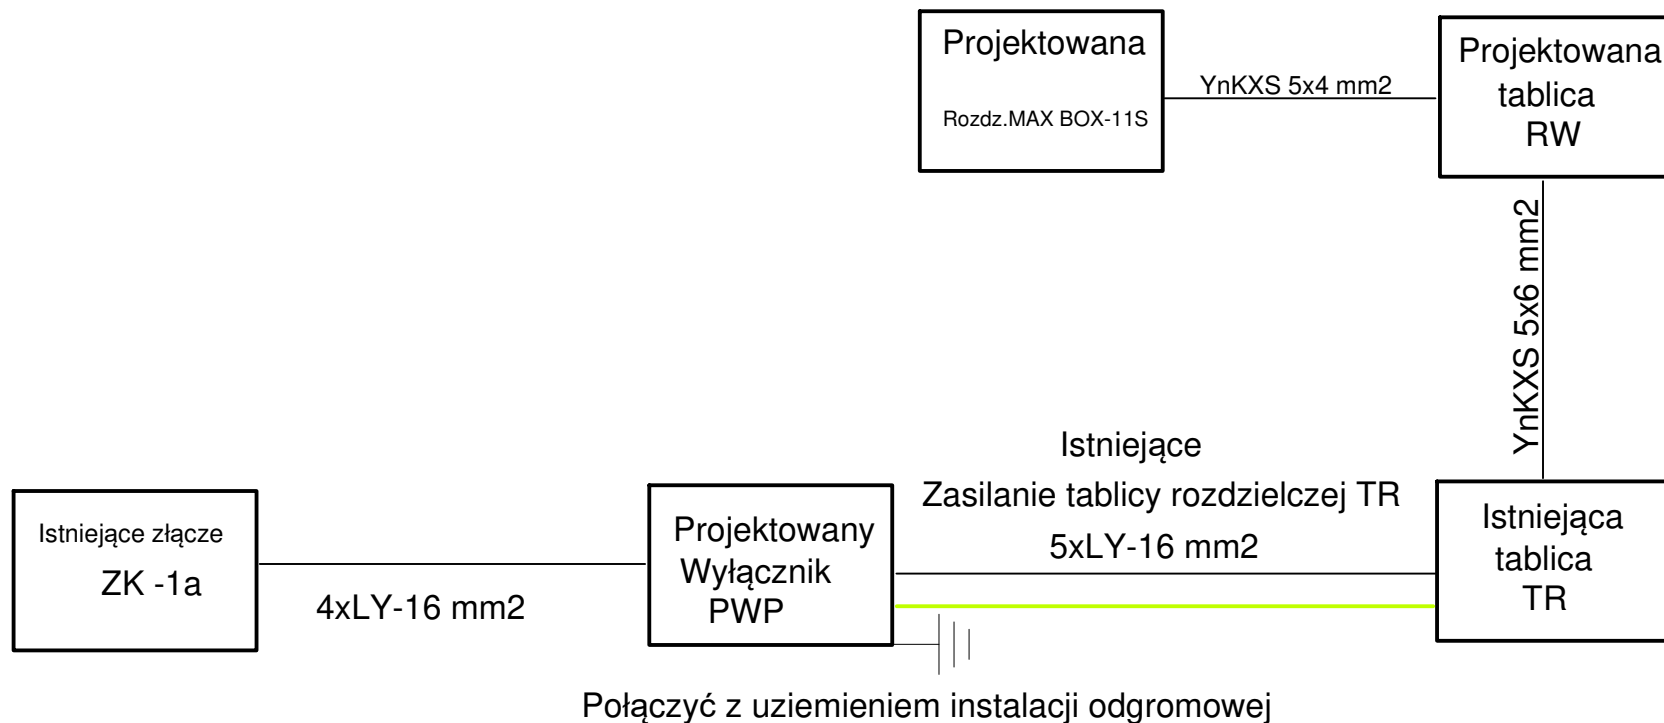 Projektowana
Rozdz.MAX BOX-11S
YnKXS 5x4 mm2
Projektowana
tablica
RW
YnKXS 5x6 mm2
Istniejące
Zasilanie tablicy rozdzielczej TR
5xLY-16 mm2
Istniejące złącze
ZK -1a
4xLY-16 mm2
Projektowany
Wyłącznik
PWP
Istniejąca
tablica
TR
Połączyć z uziemieniem instalacji odgromowej